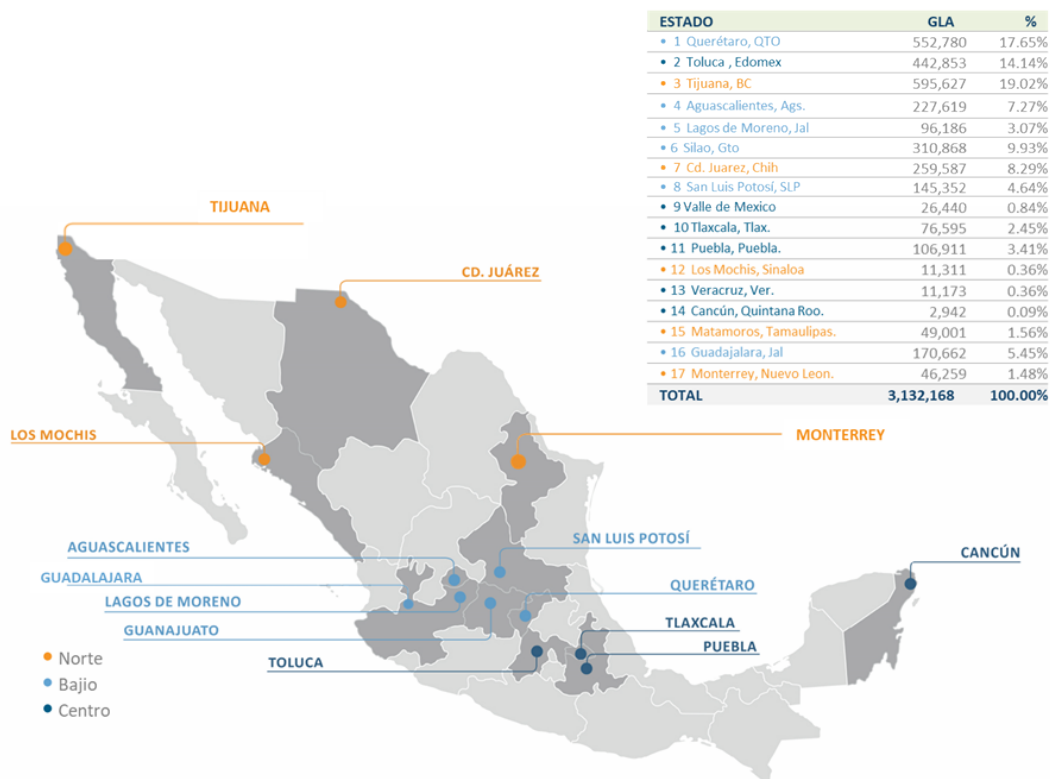 ESTADO GLA %
• 1 Querétaro, QTO 552,780 17.65%
• 2 Toluca , Edomex 442,853 14.14%
• 3 Tijuana, BC 595,627 19.02%
• 4 Aguascalientes, Ags. 227,619 7.27%
• 5 Lagos de Moreno, Jal 96,186 3.07%
• 6 Silao, Gto 310,868 9.93%
• 7 Cd. Juarez, Chih 259,587 8.29%
• 8 San Luis Potosí, SLP 145,352 4.64%
• 9 Valle de Mexico 26,440 0.84%
• 10 Tlaxcala, Tlax. 76,595 2.45%
• 11 Puebla, Puebla. 106,911 3.41%
• 12 Los Mochis, Sinaloa 11,311 0.36%
• 13 Veracruz, Ver. 11,173 0.36%
• 14 Cancún, Quintana Roo. 2,942 0.09%
• 15 Matamoros, Tamaulipas. 49,001 1.56%
• 16 Guadajalara, Jal 170,662 5.45%
• 17 Monterrey, Nuevo Leon. 46,259 1.48%
TOTAL 3,132,168 100.00%
TIJUANA
CD. JUÁREZ
LOS MOCHIS
MONTERREY
AGUASCALIENTES
SAN LUIS POTOSÍ
CANCÚN
GUADALAJARA
QUERÉTARO
LAGOS DE MORENO
GUANAJUATO
TLAXCALA
PUEBLA
TOLUCA
Norte
Bajio
Centro